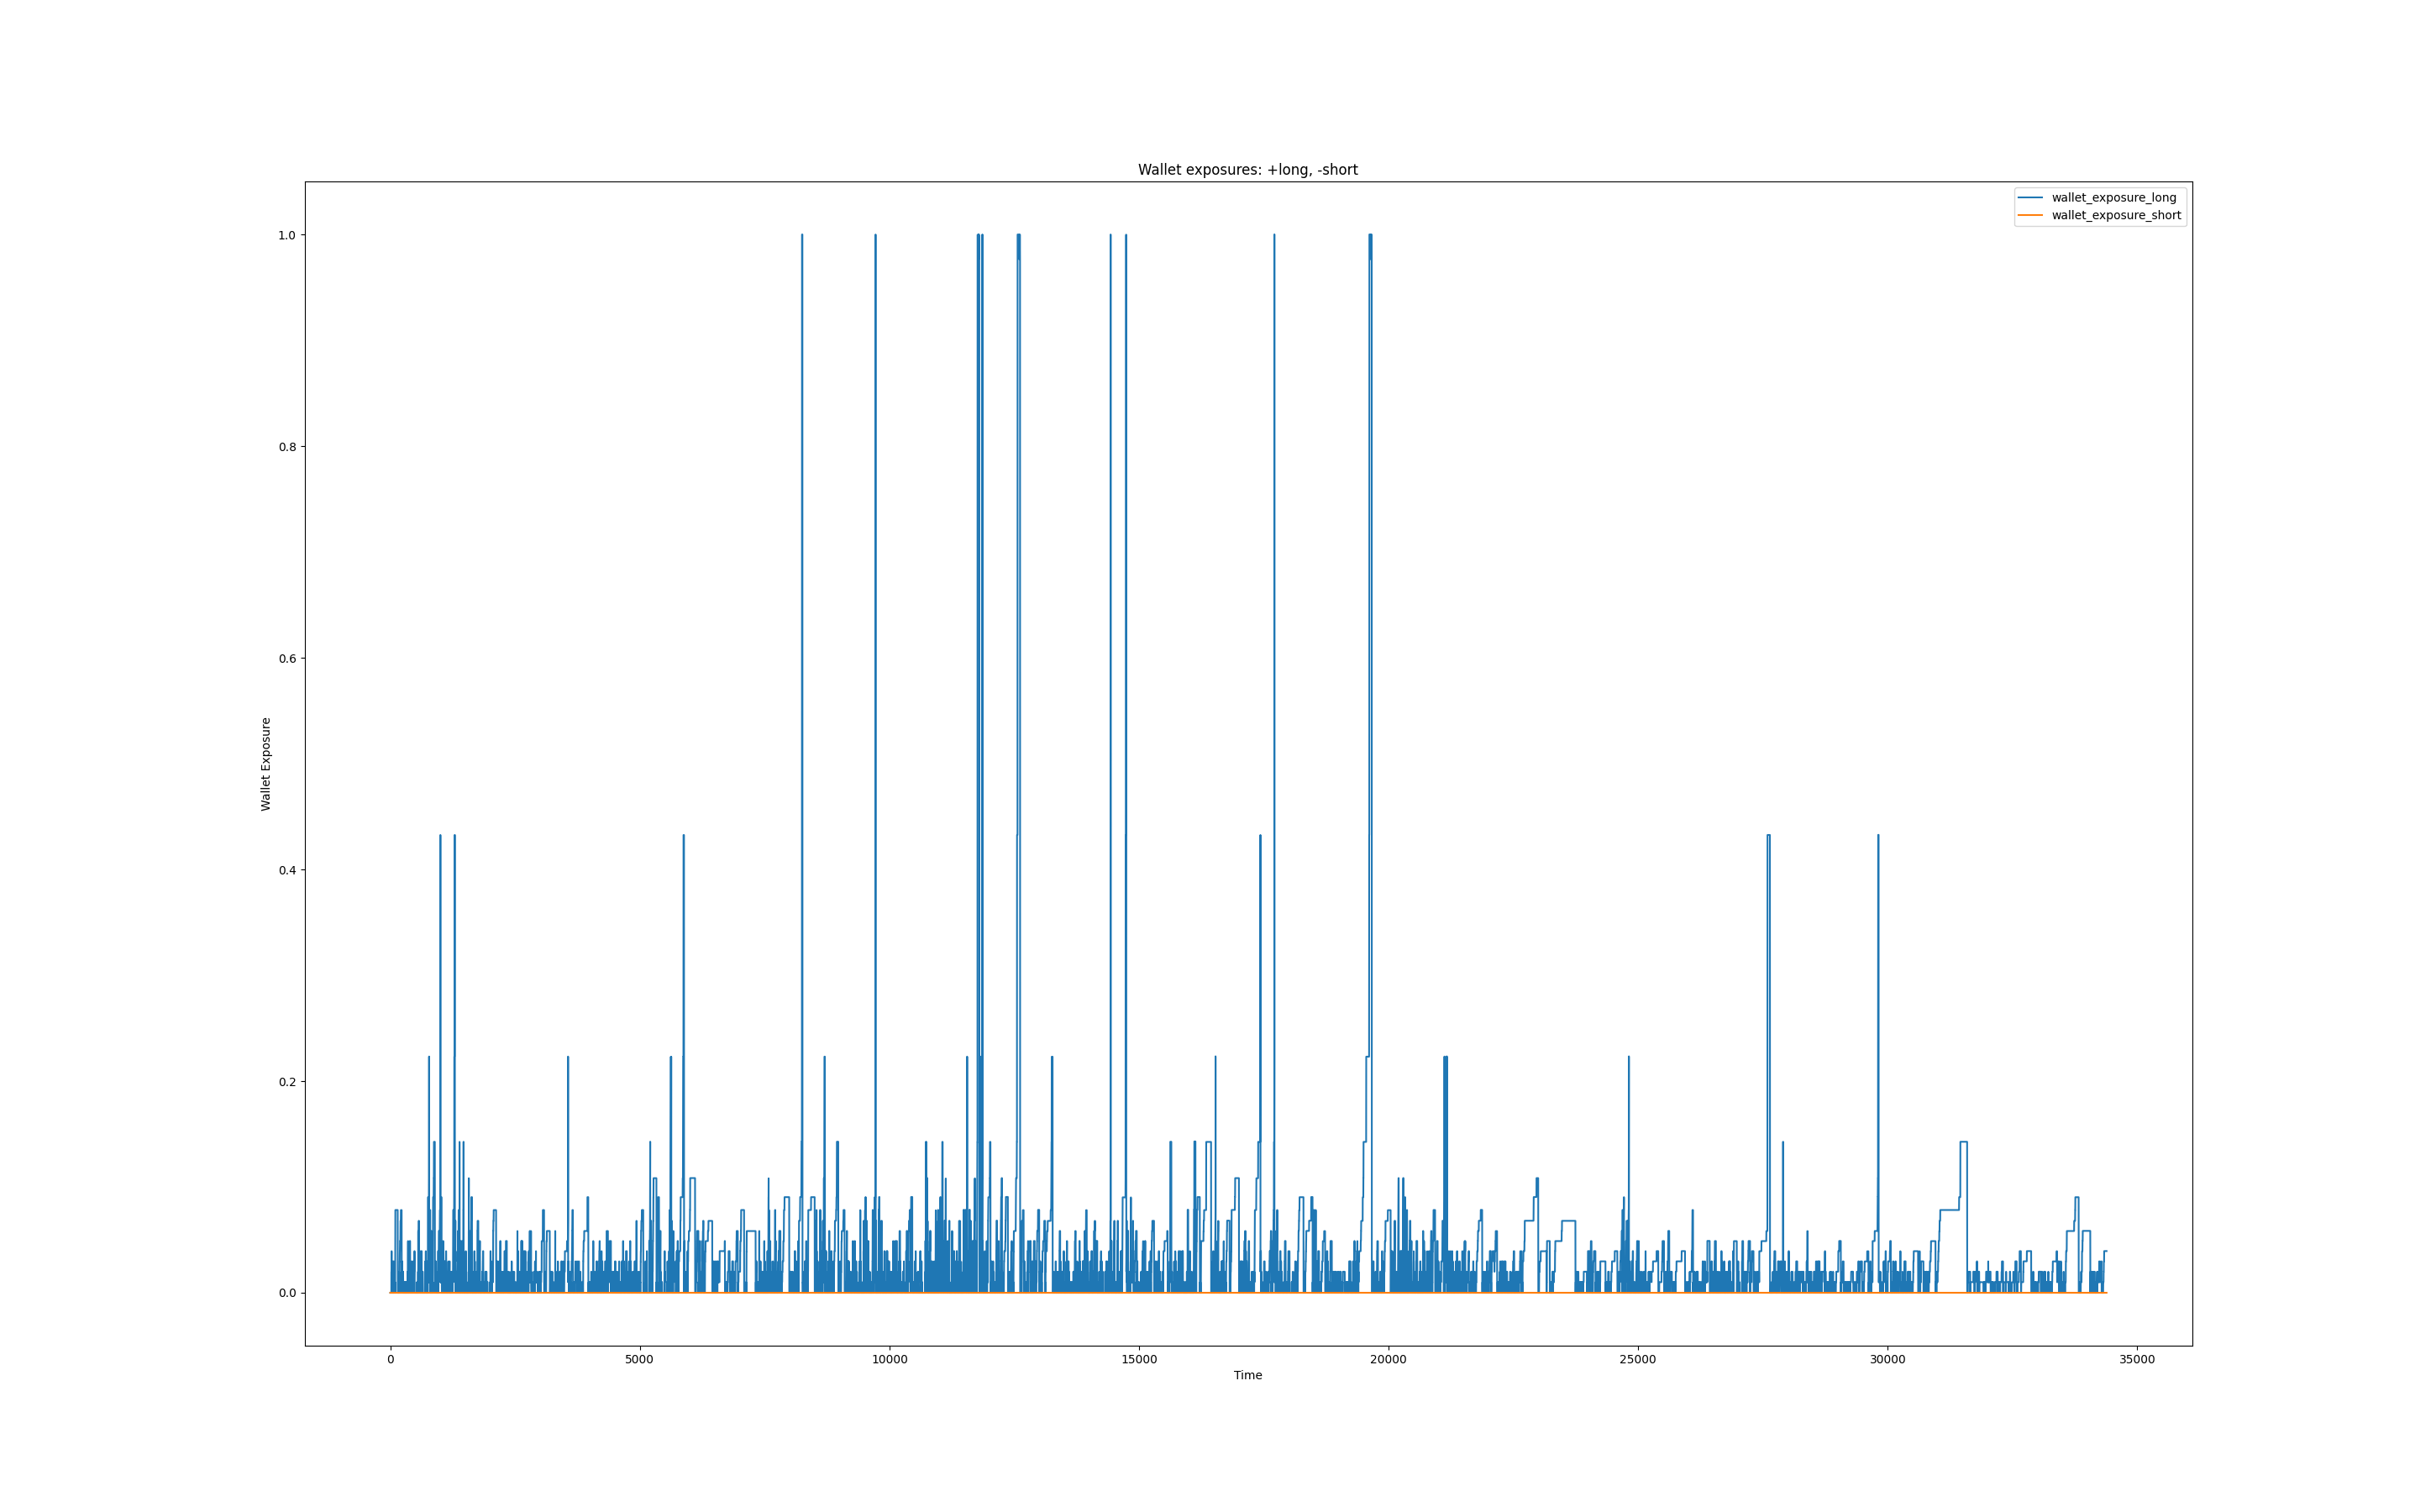 Wallet exposures: +long, -short
wallet_exposure_long
wallet_exposure_short
1.0
0.8
0.6
0.4
0.2
0.0
Wallet Exposure
0 5000 10000 15000 20000 25000 30000 35000
Time